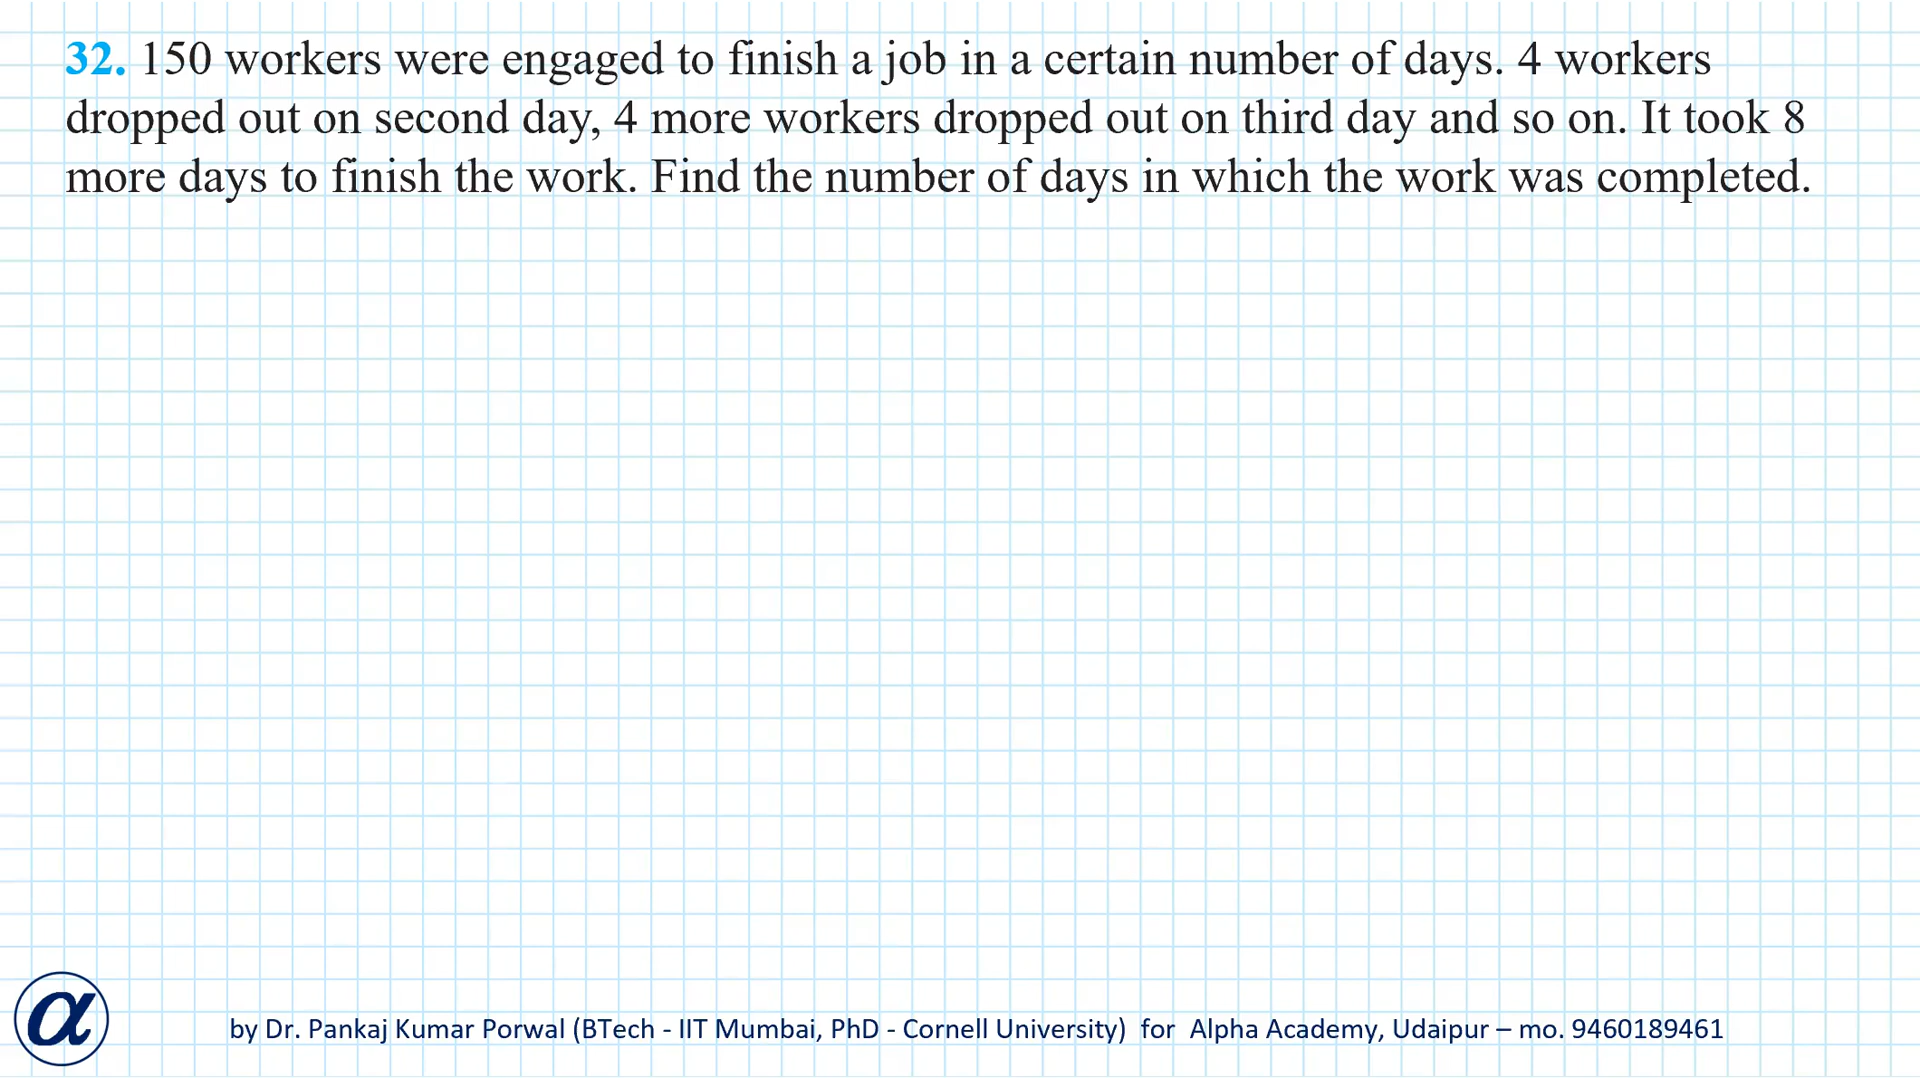 32. 150 workers were engaged to finish a job in a certain number of days. 4 workers
dropped out on second day, 4 more workers dropped out on third day and so on. It took 8
more days to finish the work. Find the number of days in which the work was completed.
α
by Dr. Pankaj Kumar Porwal (BTech - IIT Mumbai, PhD - Cornell University) for Alpha Academy, Udaipur – mo. 9460189461